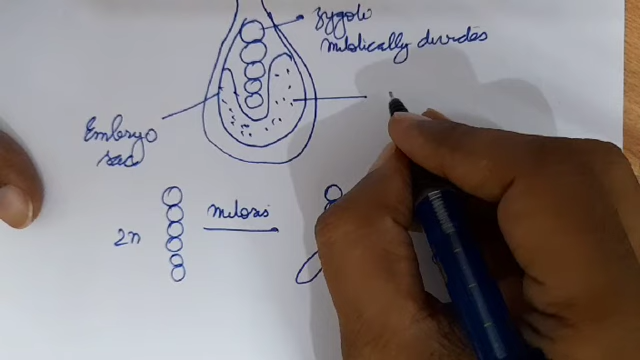 zygote
mitotically divides
Embryo
sac
2n mitosis